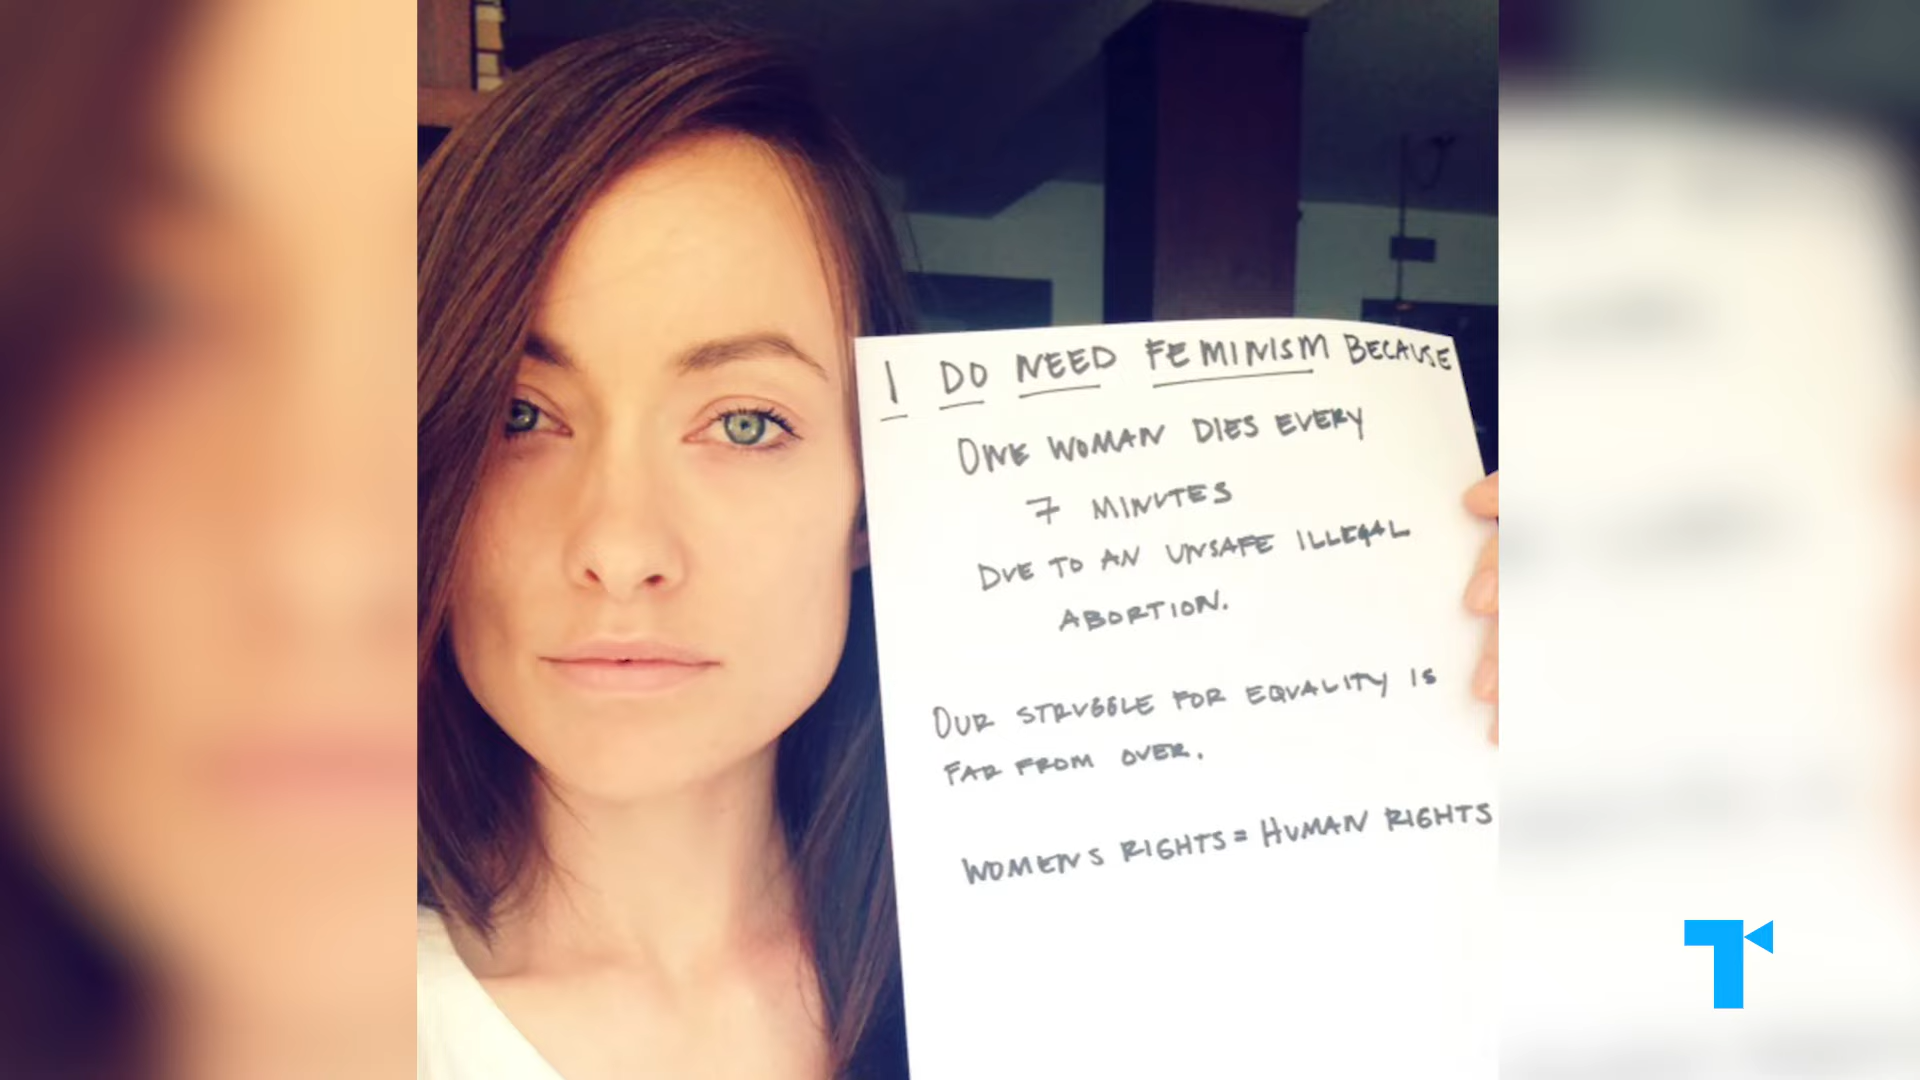 I DO NEED FEMINISM BECAUSE
ONE WOMAN DIES EVERY
7 MINUTES
DUE TO AN UNSAFE ILLEGAL
ABORTION.
OUR STRUGGLE FOR EQUALITY IS
FAR FROM OVER.
WOMENS RIGHTS = HUMAN RIGHTS